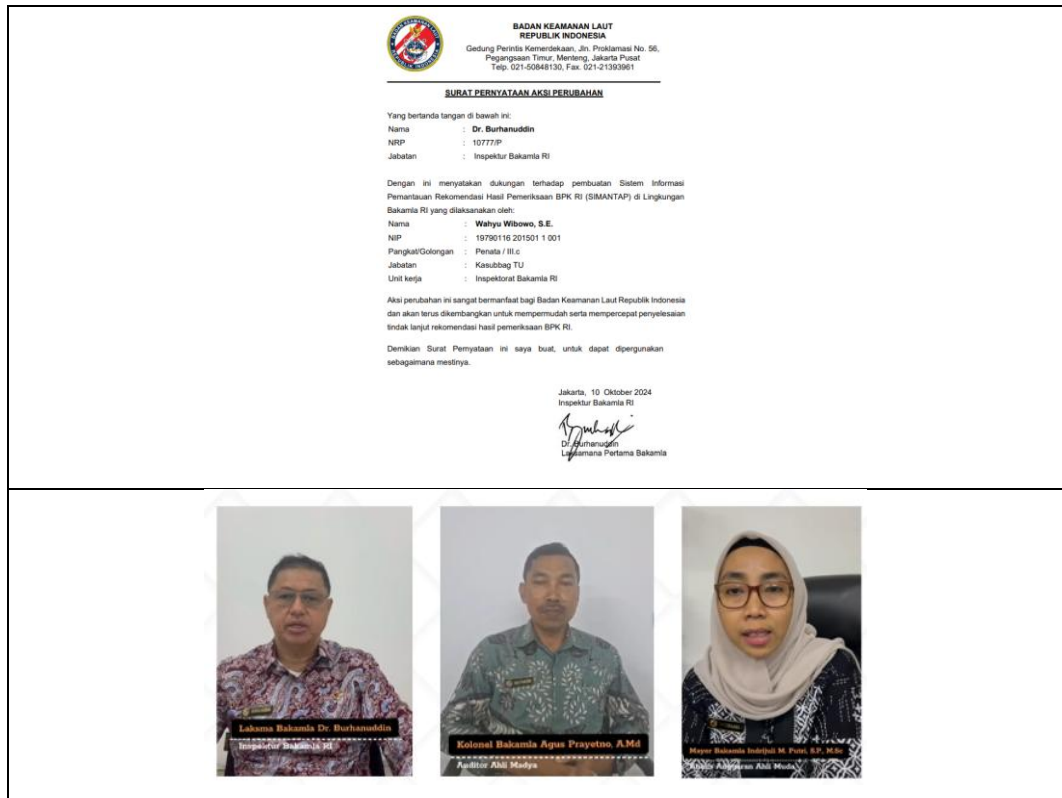 BADAN KEAMANAN LAUT
REPUBLIK INDONESIA
Gedung Perintis Kemerdekaan, Jln. Proklamasi No. 56,
Pegangsaan Timur, Menteng, Jakarta Pusat
Telp. 021-50848130, Fax. 021-21393961
SURAT PERNYATAAN AKSI PERUBAHAN
Yang bertanda tangan di bawah ini:
Nama : Dr. Burhanuddin
NRP : 10777/P
Jabatan : Inspektur Bakamla RI
Dengan ini menyatakan dukungan terhadap pembuatan Sistem Informasi
Pemantauan Rekomendasi Hasil Pemeriksaan BPK RI (SIMANTAP) di Lingkungan
Bakamla RI yang dilaksanakan oleh:
Nama : Wahyu Wibowo, S.E.
NIP : 19790116 201501 1 001
Pangkat/Golongan : Penata / III.c
Jabatan : Kasubbag TU
Unit kerja : Inspektorat Bakamla RI
Aksi perubahan ini sangat bermanfaat bagi Badan Keamanan Laut Republik Indonesia
dan akan terus dikembangkan untuk mempermudah serta mempercepat penyelesaian
tindak lanjut rekomendasi hasil pemeriksaan BPK RI.
Demikian Surat Pernyataan ini saya buat, untuk dapat dipergunakan
sebagaimana mestinya.
Jakarta, 10 Oktober 2024
Inspektur Bakamla RI
Dr. Burhanuddin
Laksamana Pertama Bakamla
Laksma Bakamla Dr. Burhanuddin
Inspektur Bakamla RI
Kolonel Bakamla Agus Prayetno, A.Md
Auditor Ahli Madya
Mayor Bakamla Indrijuli M. Putri, S.P., M.Sc
Analis Anggaran Ahli Muda